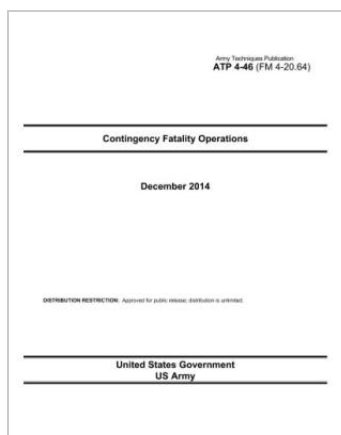 Army Techniques Publication
ATP 4-46 (FM 4-20.64)
Contingency Fatality Operations
December 2014
DISTRIBUTION RESTRICTION: Approved for public release; distribution is unlimited.
United States Government
US Army